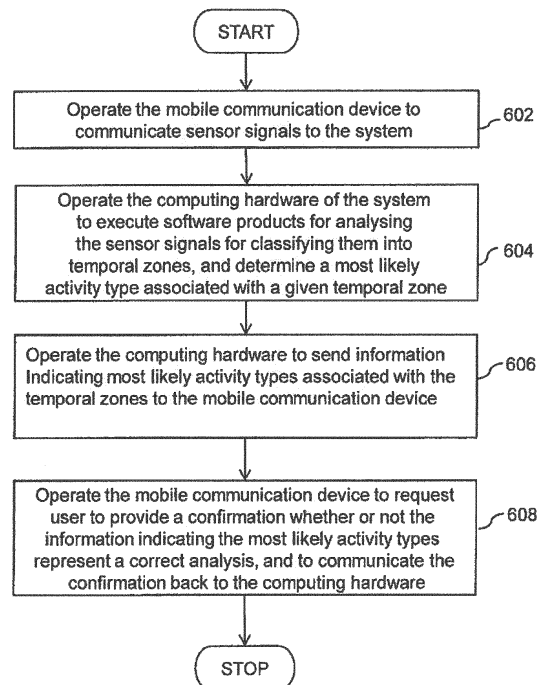 START
Operate the mobile communication device to
communicate sensor signals to the system
602
Operate the computing hardware of the system
to execute software products for analysing
the sensor signals for classifying them into
temporal zones, and determine a most likely
activity type associated with a given temporal zone
604
Operate the computing hardware to send information
Indicating most likely activity types associated with the
temporal zones to the mobile communication device
606
Operate the mobile communication device to request
user to provide a confirmation whether or not the
information indicating the most likely activity types
represent a correct analysis, and to communicate the
confirmation back to the computing hardware
608
STOP